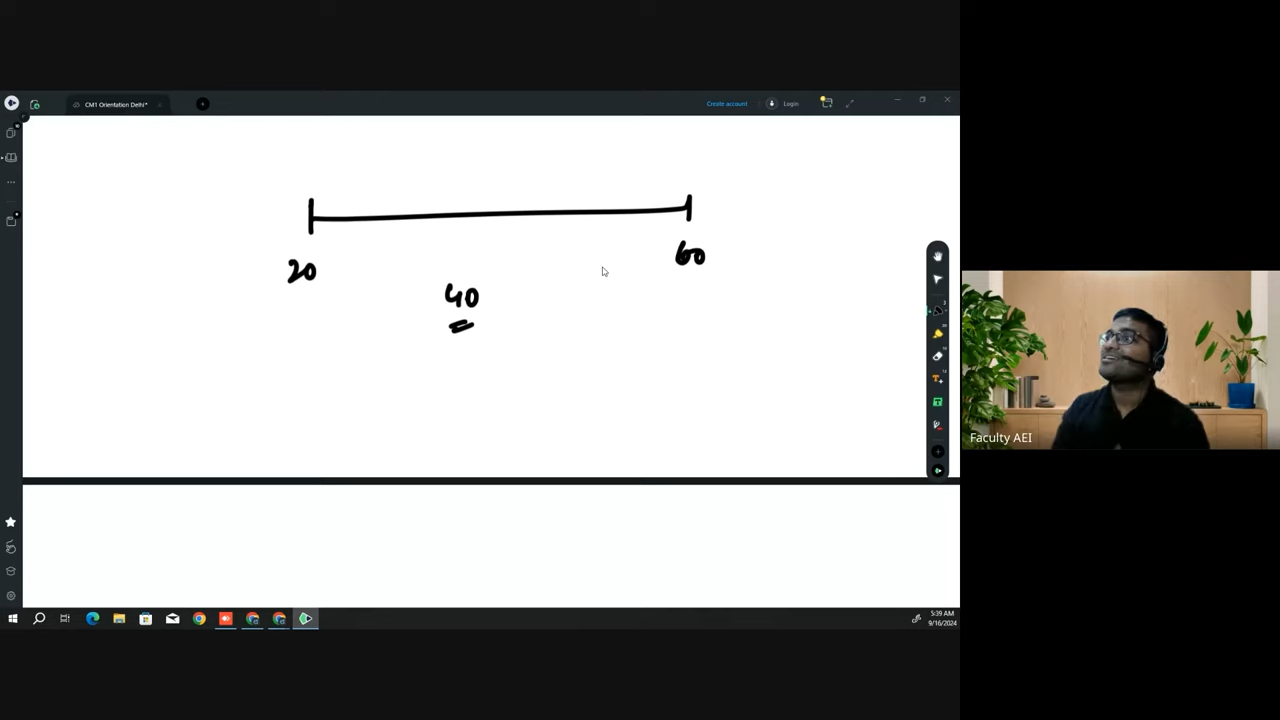 CM1 Orientation Delhi*
Create account
Login
20
60
40
Faculty AEI
5:39 AM
9/16/2024